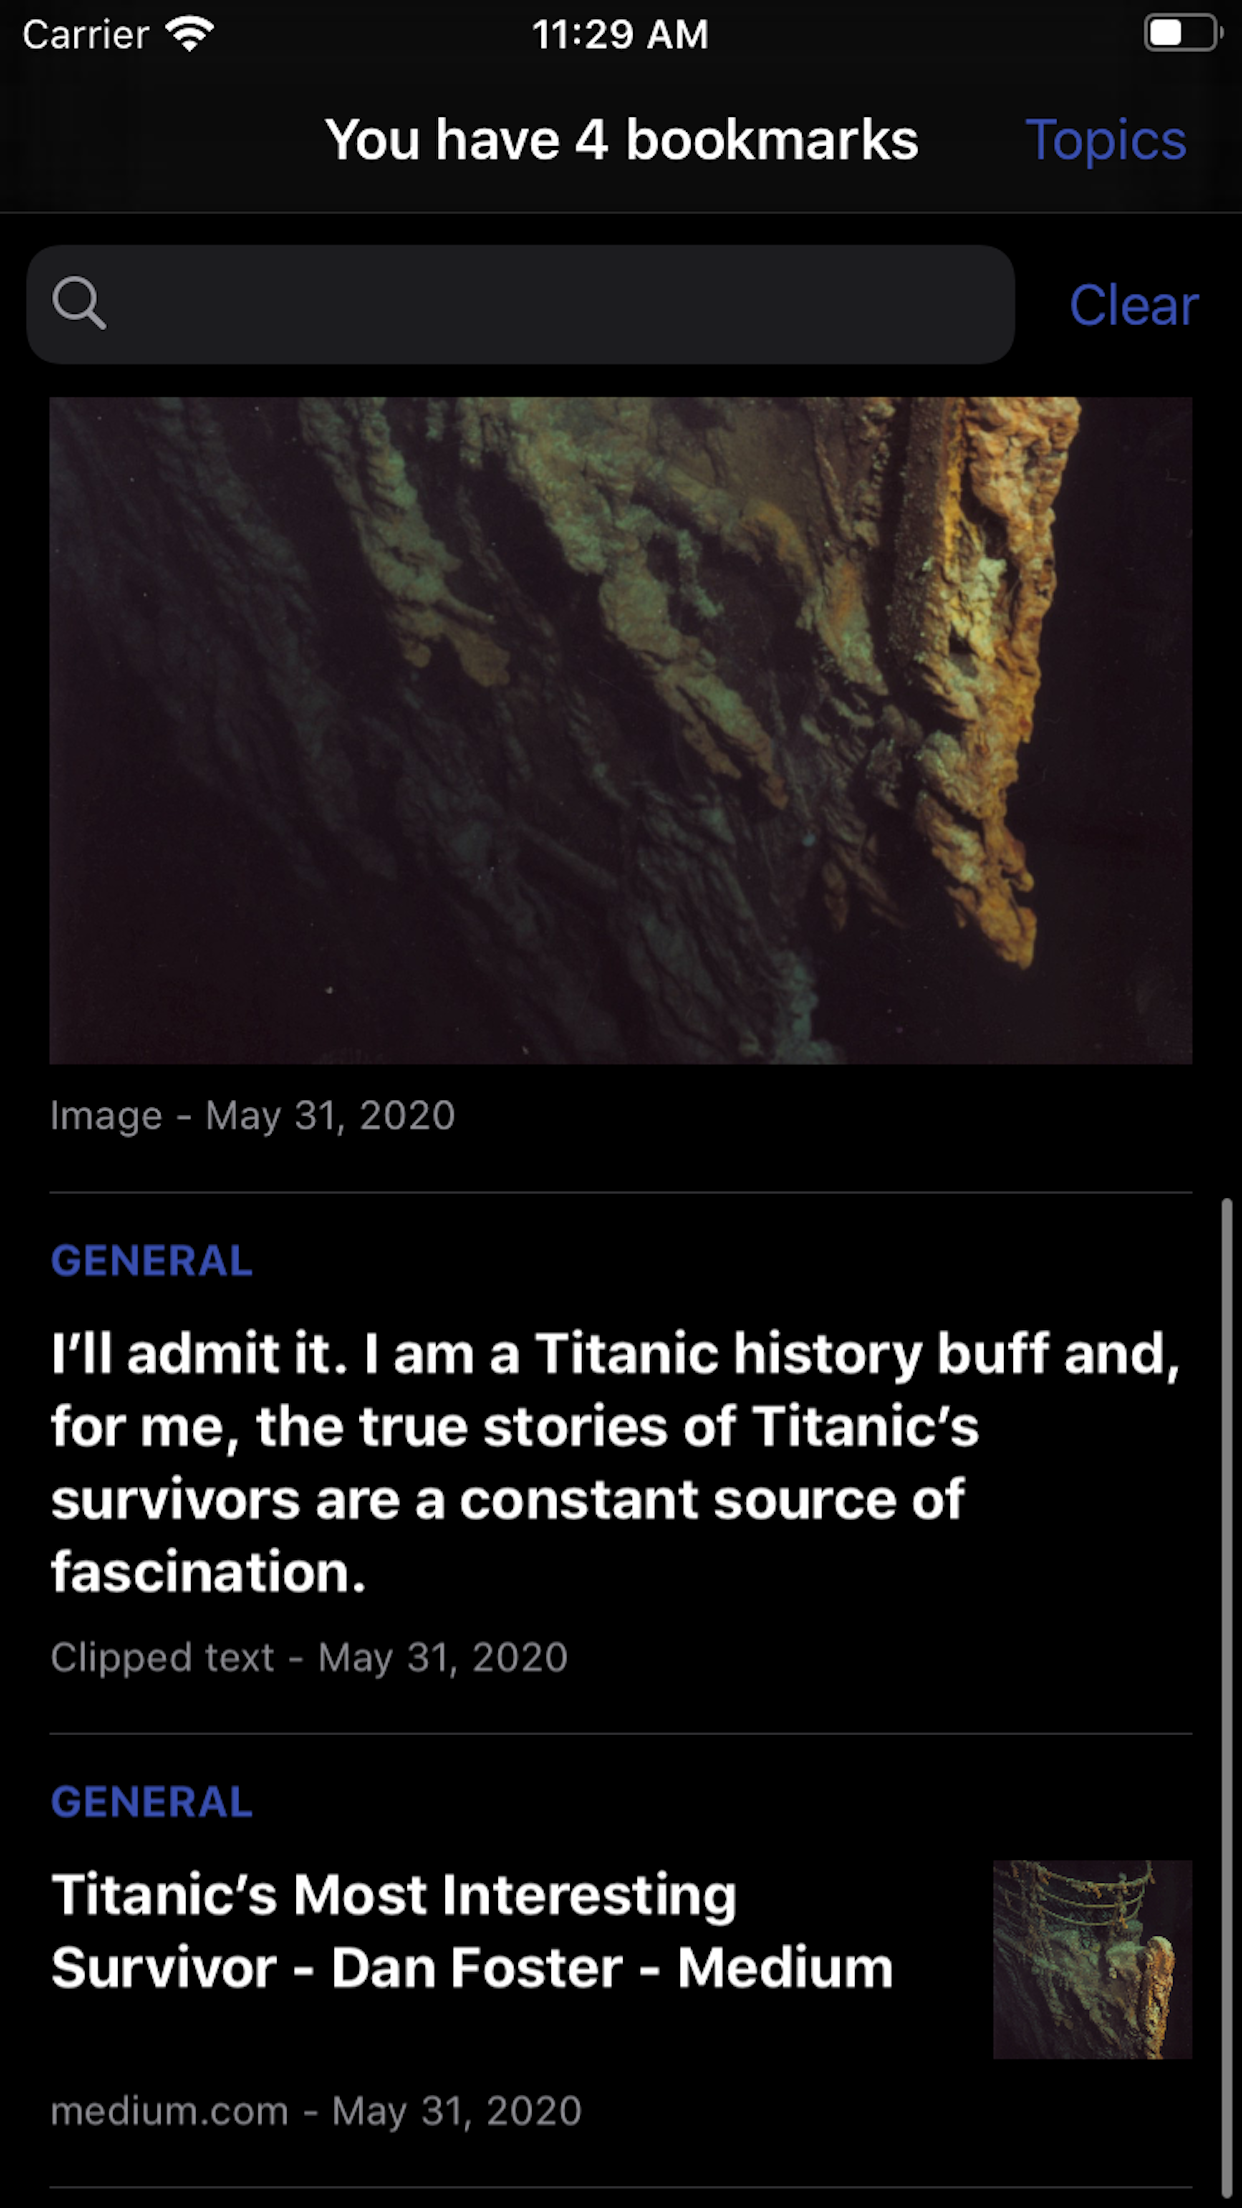 Carrier 11:29 AM
You have 4 bookmarks Topics
Clear
Image - May 31, 2020
GENERAL
I’ll admit it. I am a Titanic history buff and,
for me, the true stories of Titanic’s
survivors are a constant source of
fascination.
Clipped text - May 31, 2020
GENERAL
Titanic’s Most Interesting
Survivor - Dan Foster - Medium
medium.com - May 31, 2020